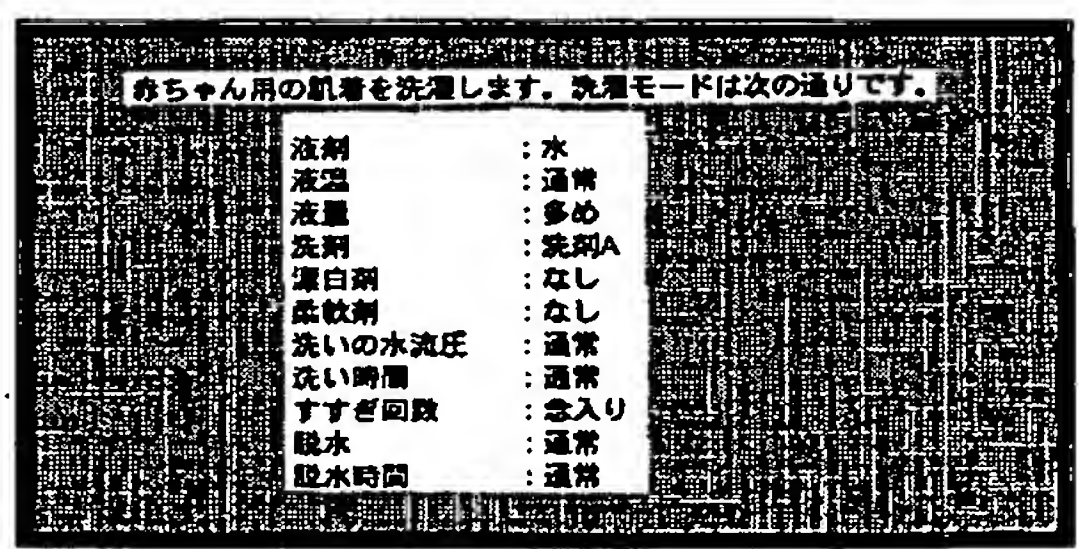 赤ちゃん用の肌着を洗濯します。洗濯モードは次の通りです。
液剤 : 水
液温 : 通常
液量 : 多め
洗剤 : 洗剤A
漂白剤 : なし
柔軟剤 : なし
洗いの水流圧 : 通常
洗い時間 : 通常
すすぎ回数 : 念入り
脱水 : 通常
脱水時間 : 通常